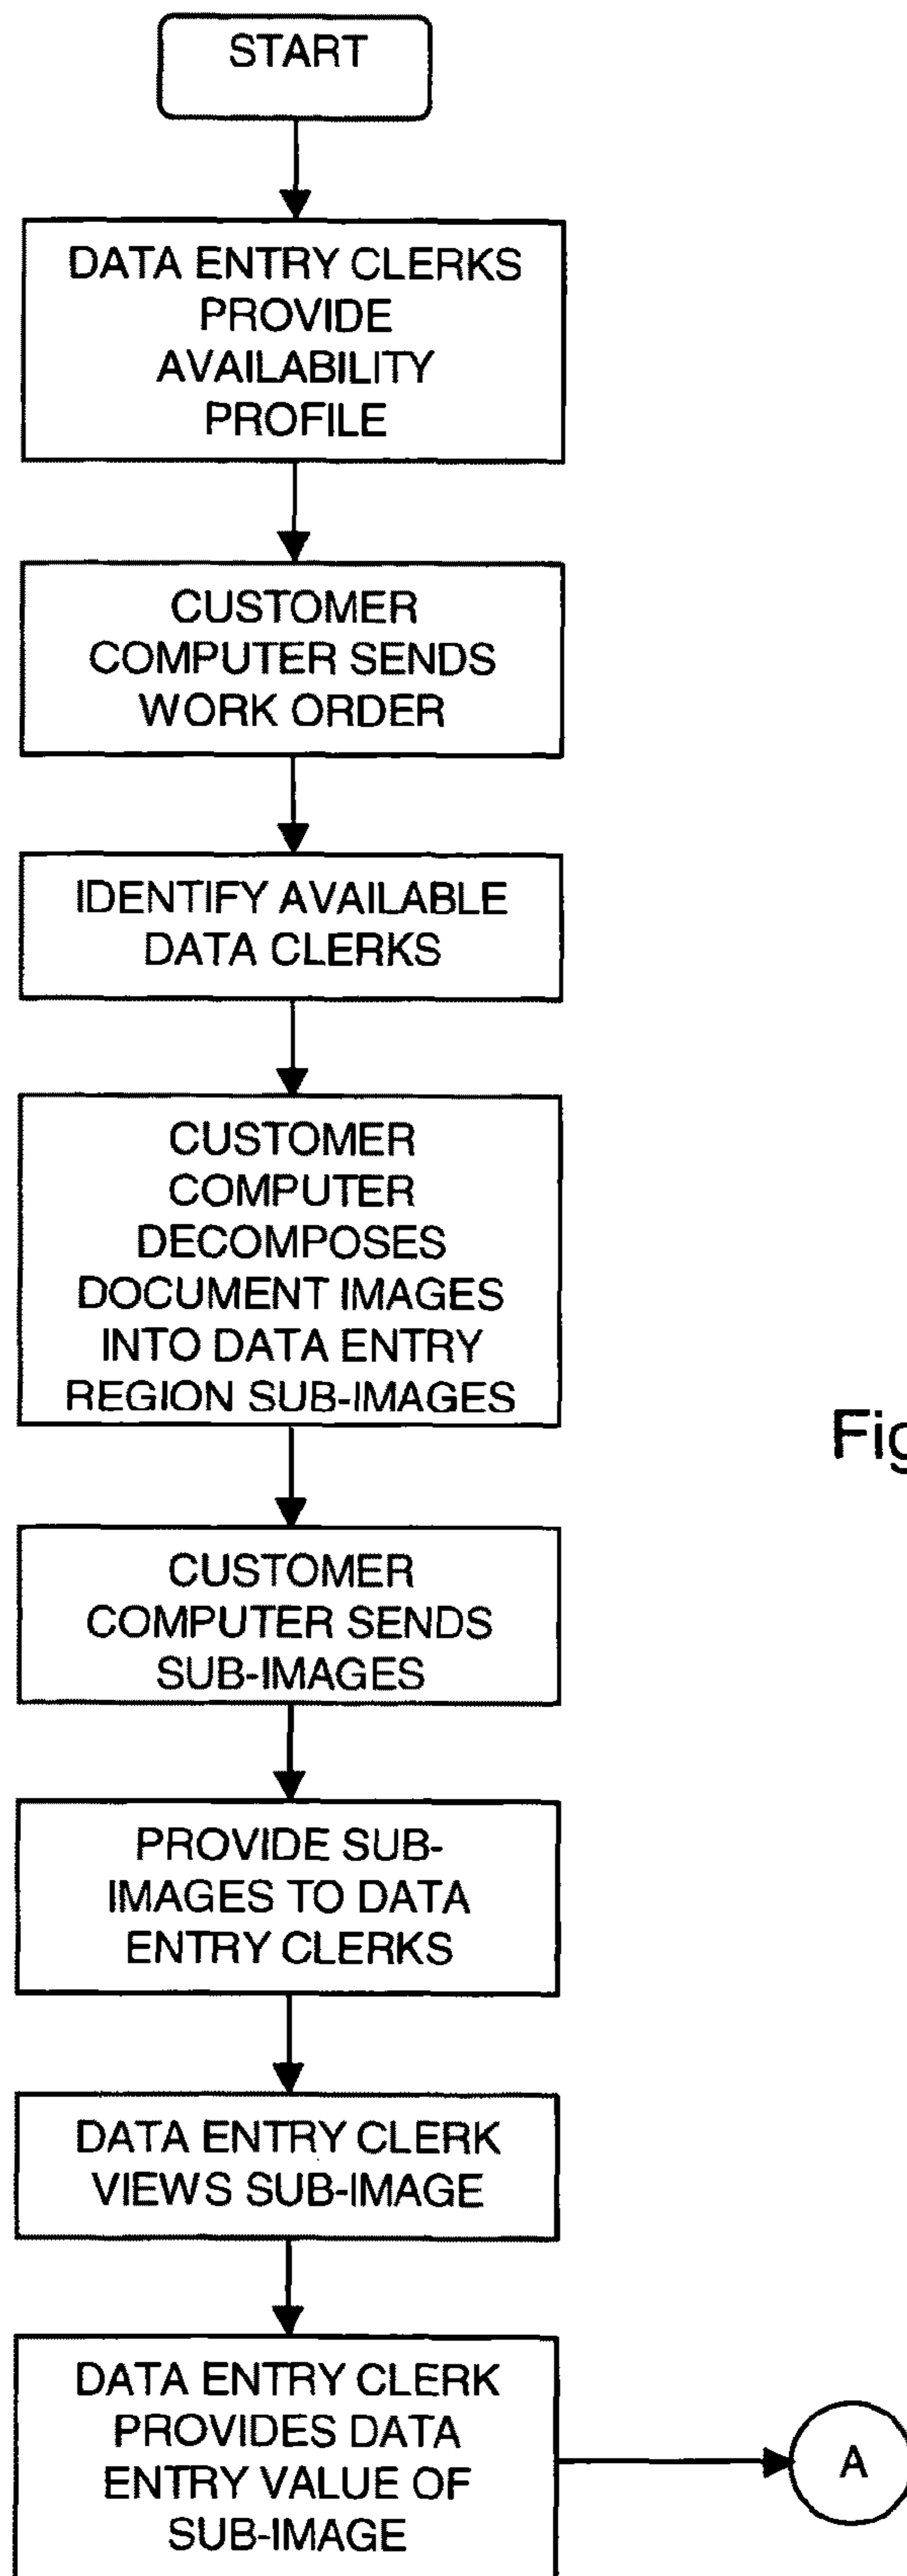 START
DATA ENTRY CLERKS
PROVIDE
AVAILABILITY
PROFILE
CUSTOMER
COMPUTER SENDS
WORK ORDER
IDENTIFY AVAILABLE
DATA CLERKS
CUSTOMER
COMPUTER
DECOMPOSES
DOCUMENT IMAGES
INTO DATA ENTRY
REGION SUB-IMAGES
Fig
CUSTOMER
COMPUTER SENDS
SUB-IMAGES
PROVIDE SUB-
IMAGES TO DATA
ENTRY CLERKS
DATA ENTRY CLERK
VIEWS SUB-IMAGE
DATA ENTRY CLERK
PROVIDES DATA
ENTRY VALUE OF
SUB-IMAGE
A